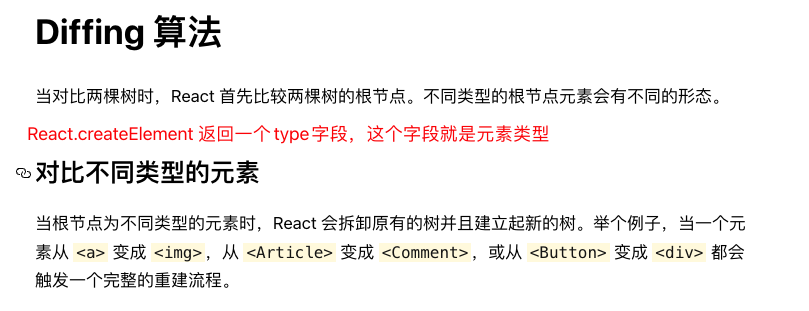 Diffing 算法
当对比两棵树时，React 首先比较两棵树的根节点。不同类型的根节点元素会有不同的形态。
React.createElement 返回一个type字段，这个字段就是元素类型
对比不同类型的元素
当根节点为不同类型的元素时，React 会拆卸原有的树并且建立起新的树。举个例子，当一个元
素从 <a> 变成 <img>，从 <Article> 变成 <Comment>，或从 <Button> 变成 <div> 都会
触发一个完整的重建流程。